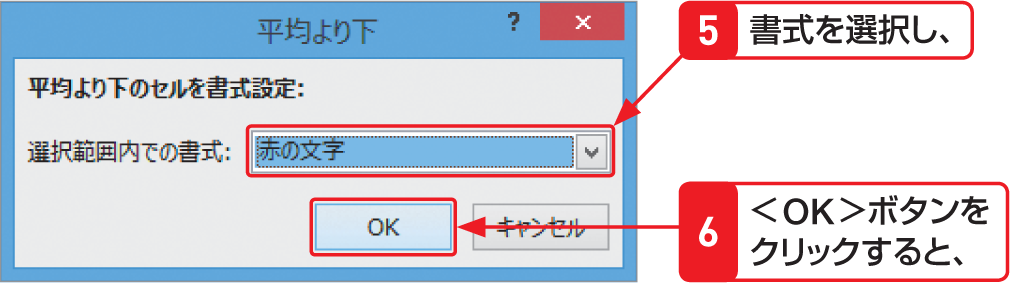 平均より下
?
×
5 書式を選択し、
平均より下のセルを書式設定:
選択範囲内での書式:
赤の文字
OK
キャンセル
6 <OK>ボタンを
クリックすると、